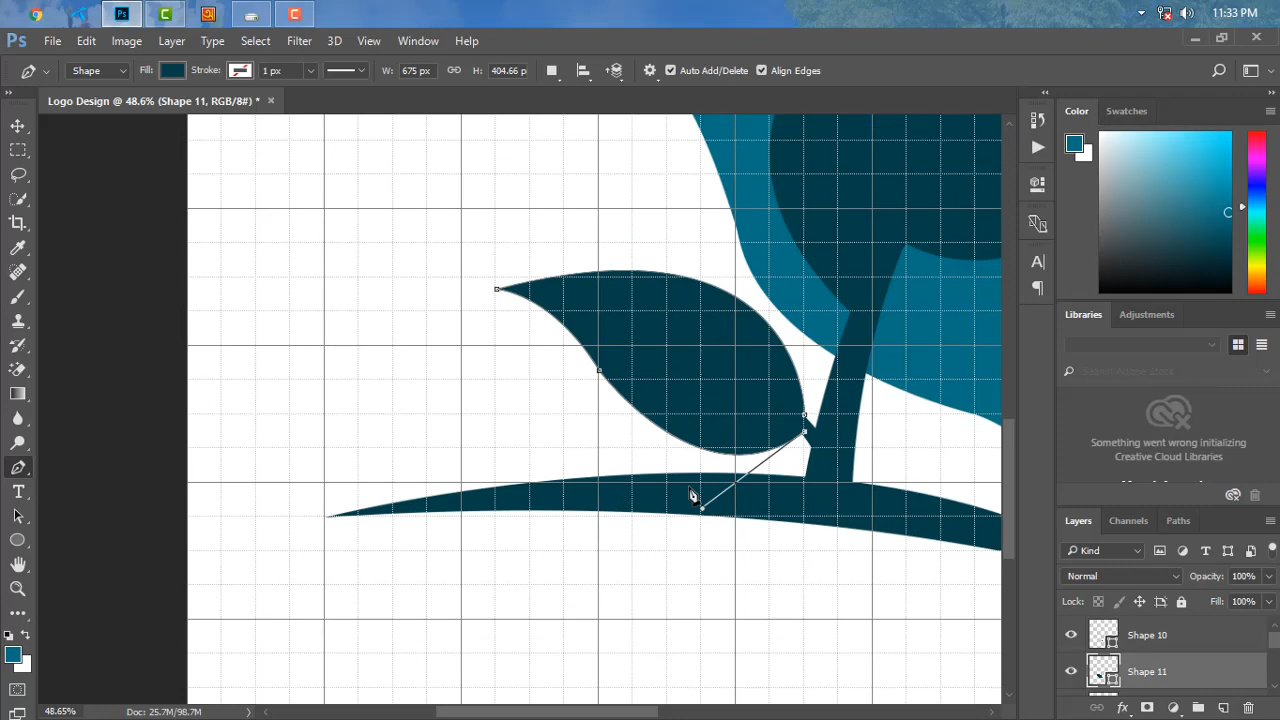 11:33 PM
Ps File Edit Image Layer Type Select Filter 3D View Window Help
Shape Fill: Stroke: 1 px W: 675 px H: 404.66 p Auto Add/Delete Align Edges
Logo Design @ 48.6% (Shape 11, RGB/8#) *
Color Swatches
Libraries Adjustments
Search Adobe Stock
Something went wrong initializing
Creative Cloud Libraries
Layers Channels Paths
Kind
Normal Opacity: 100%
Lock: Fill: 100%
Shape 10
Shape 11
48.65% Doc: 25.7M/98.7M